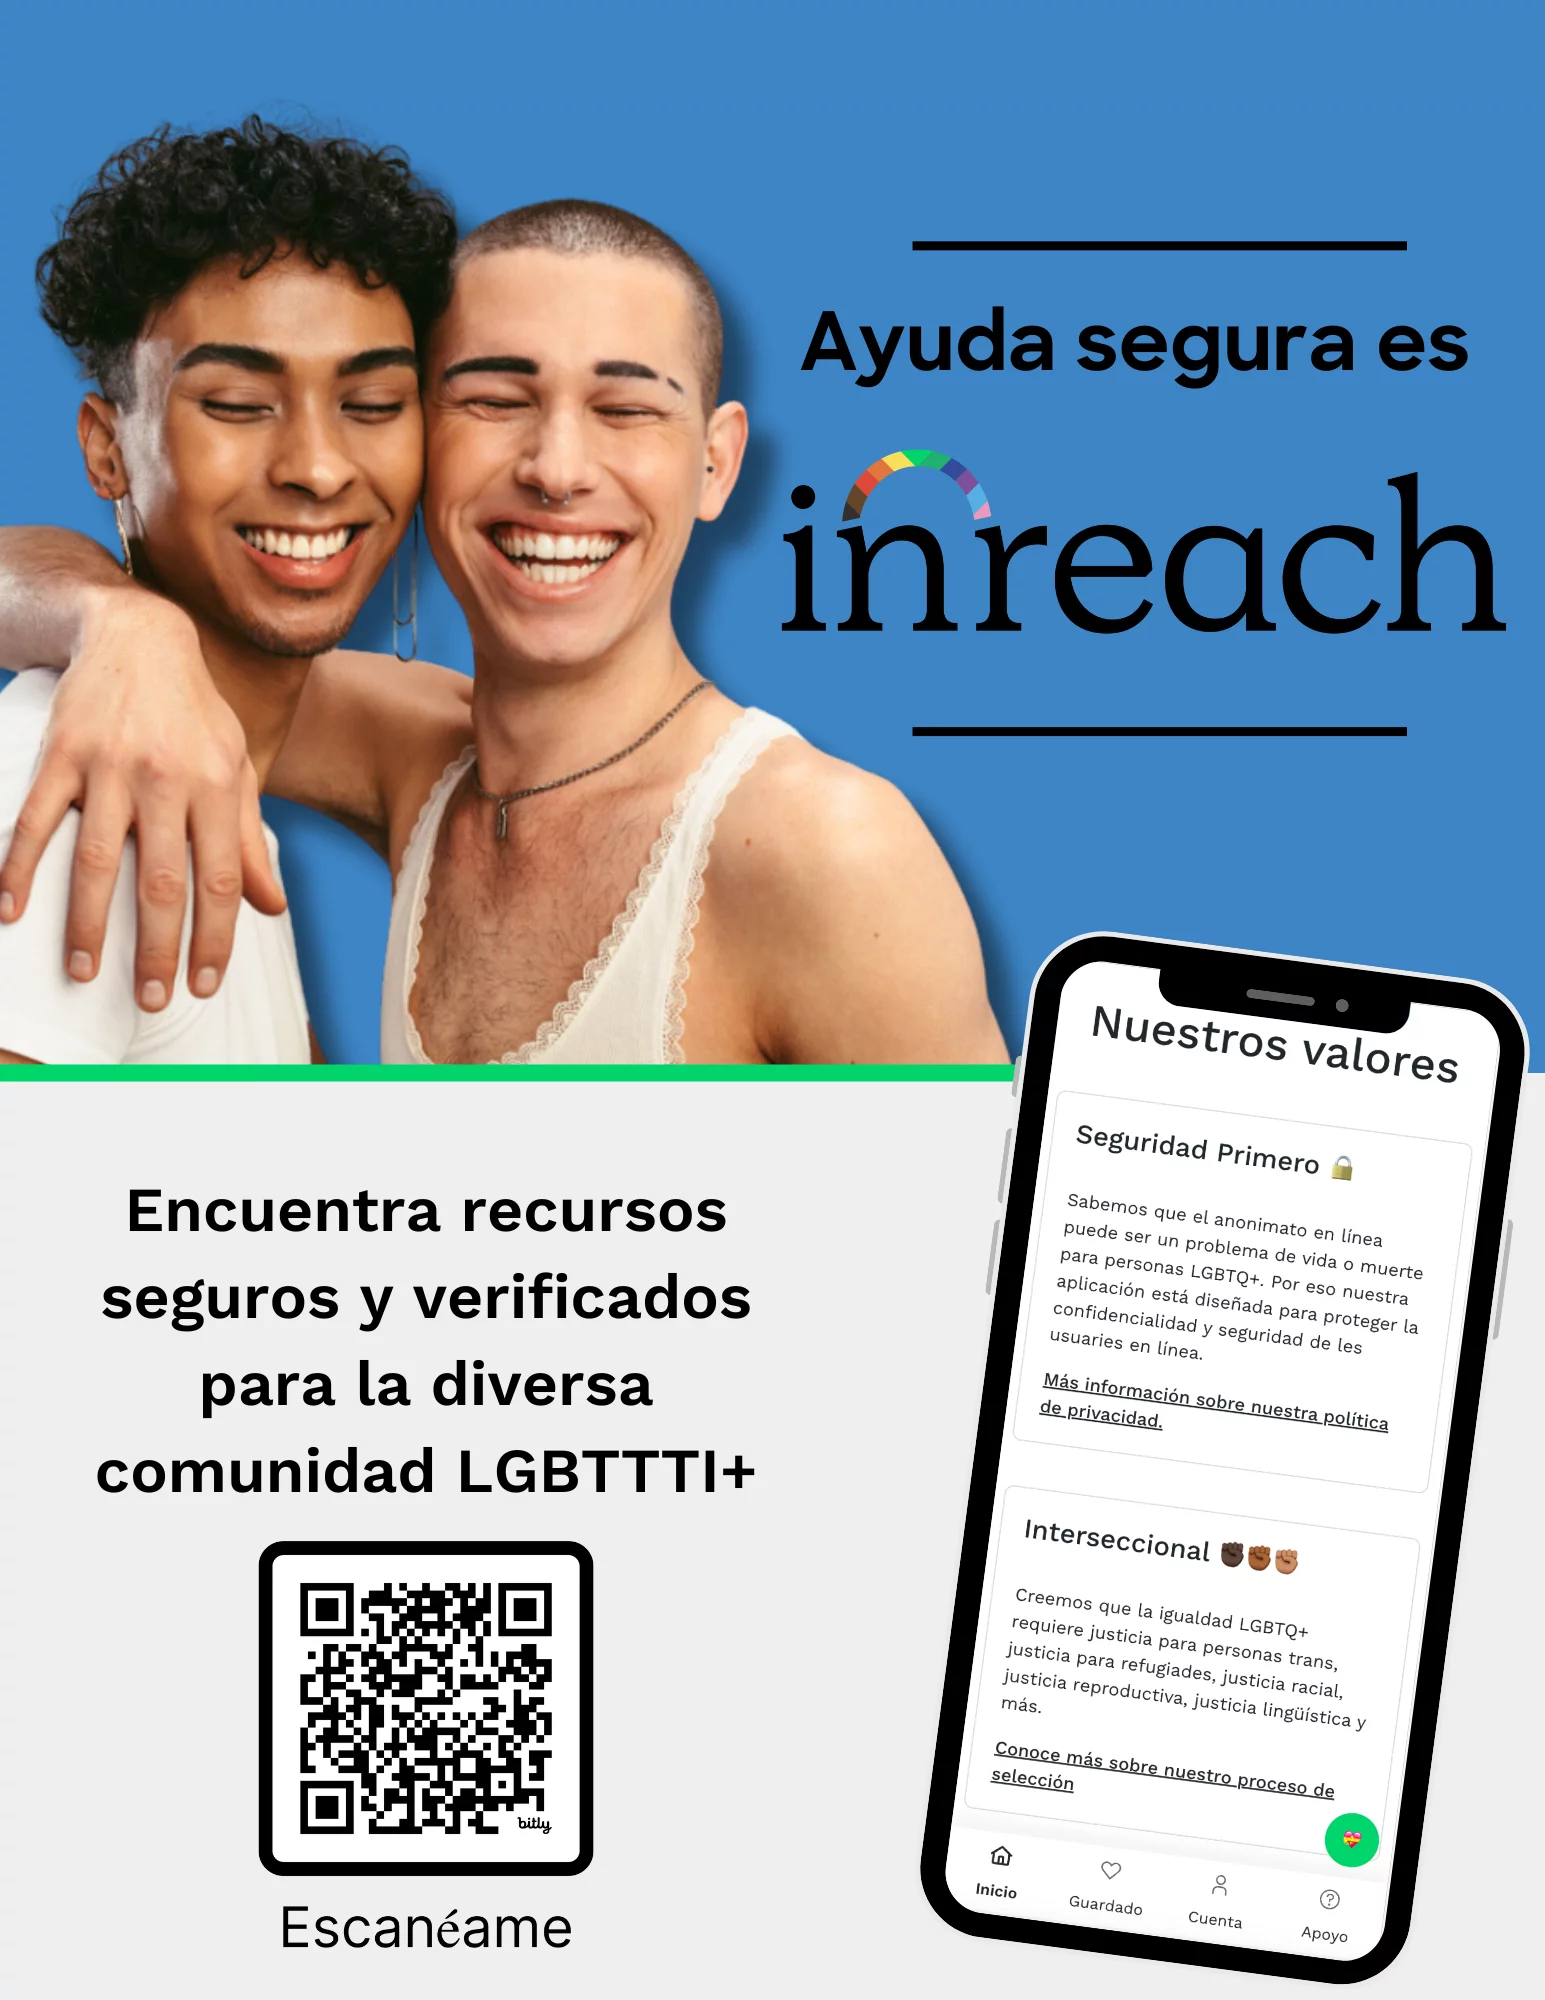 Ayuda segura es
inreach
Encuentra recursos
seguros y verificados
para la diversa
comunidad LGBTTTI+
bitly
Escanéame
Nuestros valores
Seguridad Primero 🔒
Sabemos que el anonimato en línea
puede ser un problema de vida o muerte
para personas LGBTQ+. Por eso nuestra
aplicación está diseñada para proteger la
confidencialidad y seguridad de les
usuaries en línea.
Más información sobre nuestra política
de privacidad.
Interseccional ✊🏿✊🏾✊🏽
Creemos que la igualdad LGBTQ+
requiere justicia para personas trans,
justicia para refugiades, justicia racial,
justicia reproductiva, justicia lingüística y
más.
Conoce más sobre nuestro proceso de
selección
Inicio
Guardado
Cuenta
Apoyo